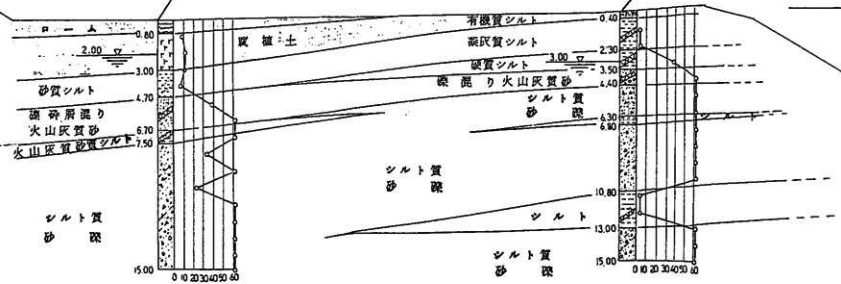 ローム
0.80
2.00
3.00
砂質シルト
4.70
礫砕屑混り
火山灰質砂
6.70
火山灰質砂質シルト
7.50
シルト質
砂 礫
15.00
0 10 20 30 40 50 60
腐植土
シルト質
砂 礫
有機質シルト
0.40
凝灰質シルト
2.30
3.00
硬質シルト
3.50
礫混り火山灰質砂
4.40
シルト質
砂 礫
6.30
6.80
シルト
10.80
シルト
13.00
シルト質
砂 礫
15.00
0 10 20 30 40 50 60